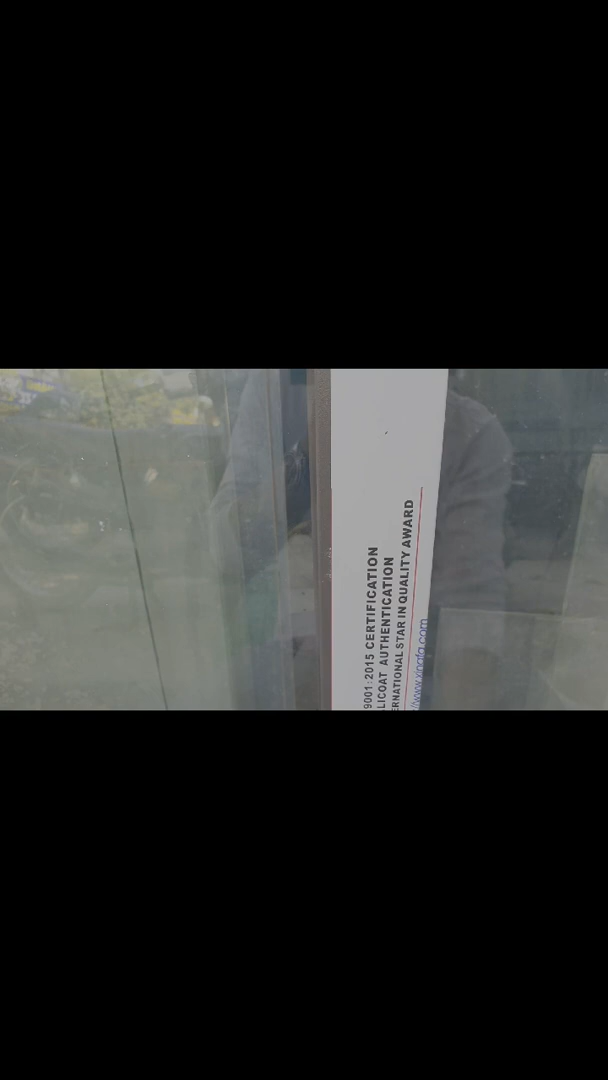 9001:2015 CERTIFICATION
LICOAT AUTHENTICATION
ERNATIONAL STAR IN QUALITY AWARD
/www.xingfa.com